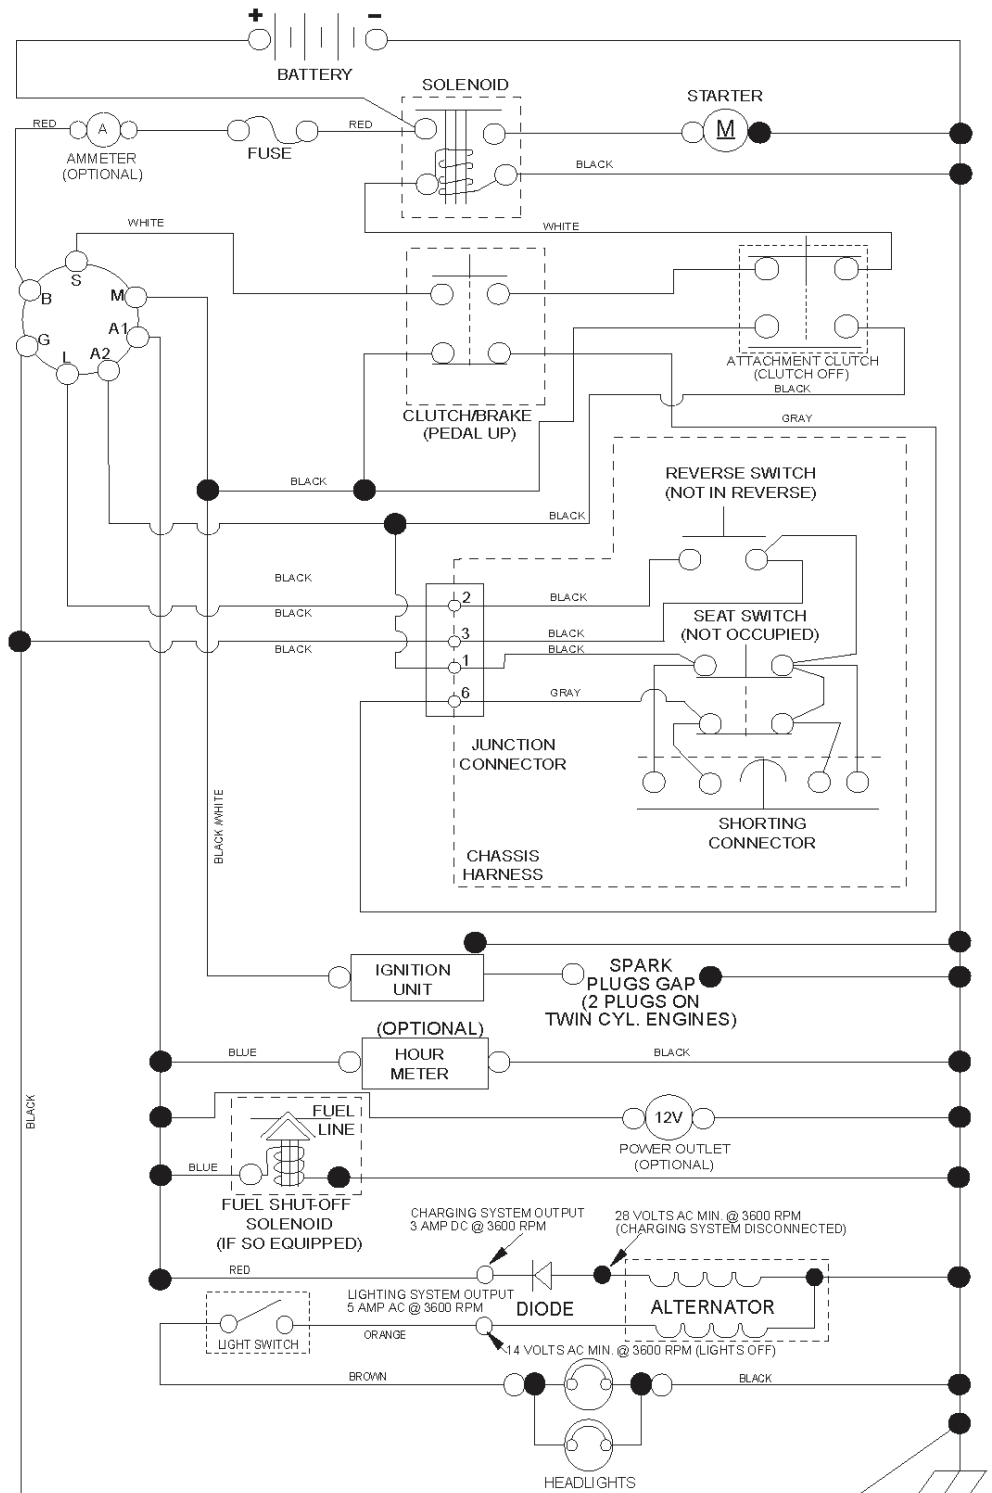 + −
BATTERY
SOLENOID
STARTER
RED
A
RED
M
AMMETER
(OPTIONAL)
FUSE
BLACK
WHITE
WHITE
S
B
M
A1
G
L
A2
ATTACHMENT CLUTCH
(CLUTCH OFF)
BLACK
CLUTCH/BRAKE
(PEDAL UP)
GRAY
REVERSE SWITCH
(NOT IN REVERSE)
BLACK
BLACK
BLACK
2
BLACK
BLACK
SEAT SWITCH
(NOT OCCUPIED)
3
BLACK
BLACK
BLACK
1
6
GRAY
JUNCTION
CONNECTOR
BLACK/WHITE
SHORTING
CONNECTOR
CHASSIS
HARNESS
IGNITION
UNIT
SPARK
PLUGS GAP
(2 PLUGS ON
TWIN CYL. ENGINES)
(OPTIONAL)
BLUE
HOUR
METER
BLACK
BLACK
FUEL
LINE
12V
POWER OUTLET
(OPTIONAL)
BLUE
FUEL SHUT-OFF
SOLENOID
(IF SO EQUIPPED)
CHARGING SYSTEM OUTPUT
3 AMP DC @ 3600 RPM
28 VOLTS AC MIN. @ 3600 RPM
(CHARGING SYSTEM DISCONNECTED)
RED
LIGHTING SYSTEM OUTPUT
5 AMP AC @ 3600 RPM
DIODE
ALTERNATOR
LIGHT SWITCH
ORANGE
14 VOLTS AC MIN. @ 3600 RPM (LIGHTS OFF)
BROWN
BLACK
HEADLIGHTS